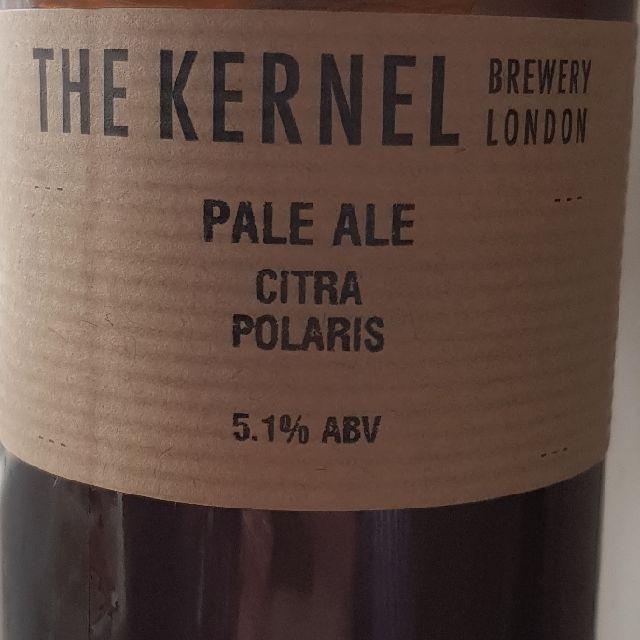 THE KERNEL BREWERY LONDON
PALE ALE
CITRA
POLARIS
5.1% ABV